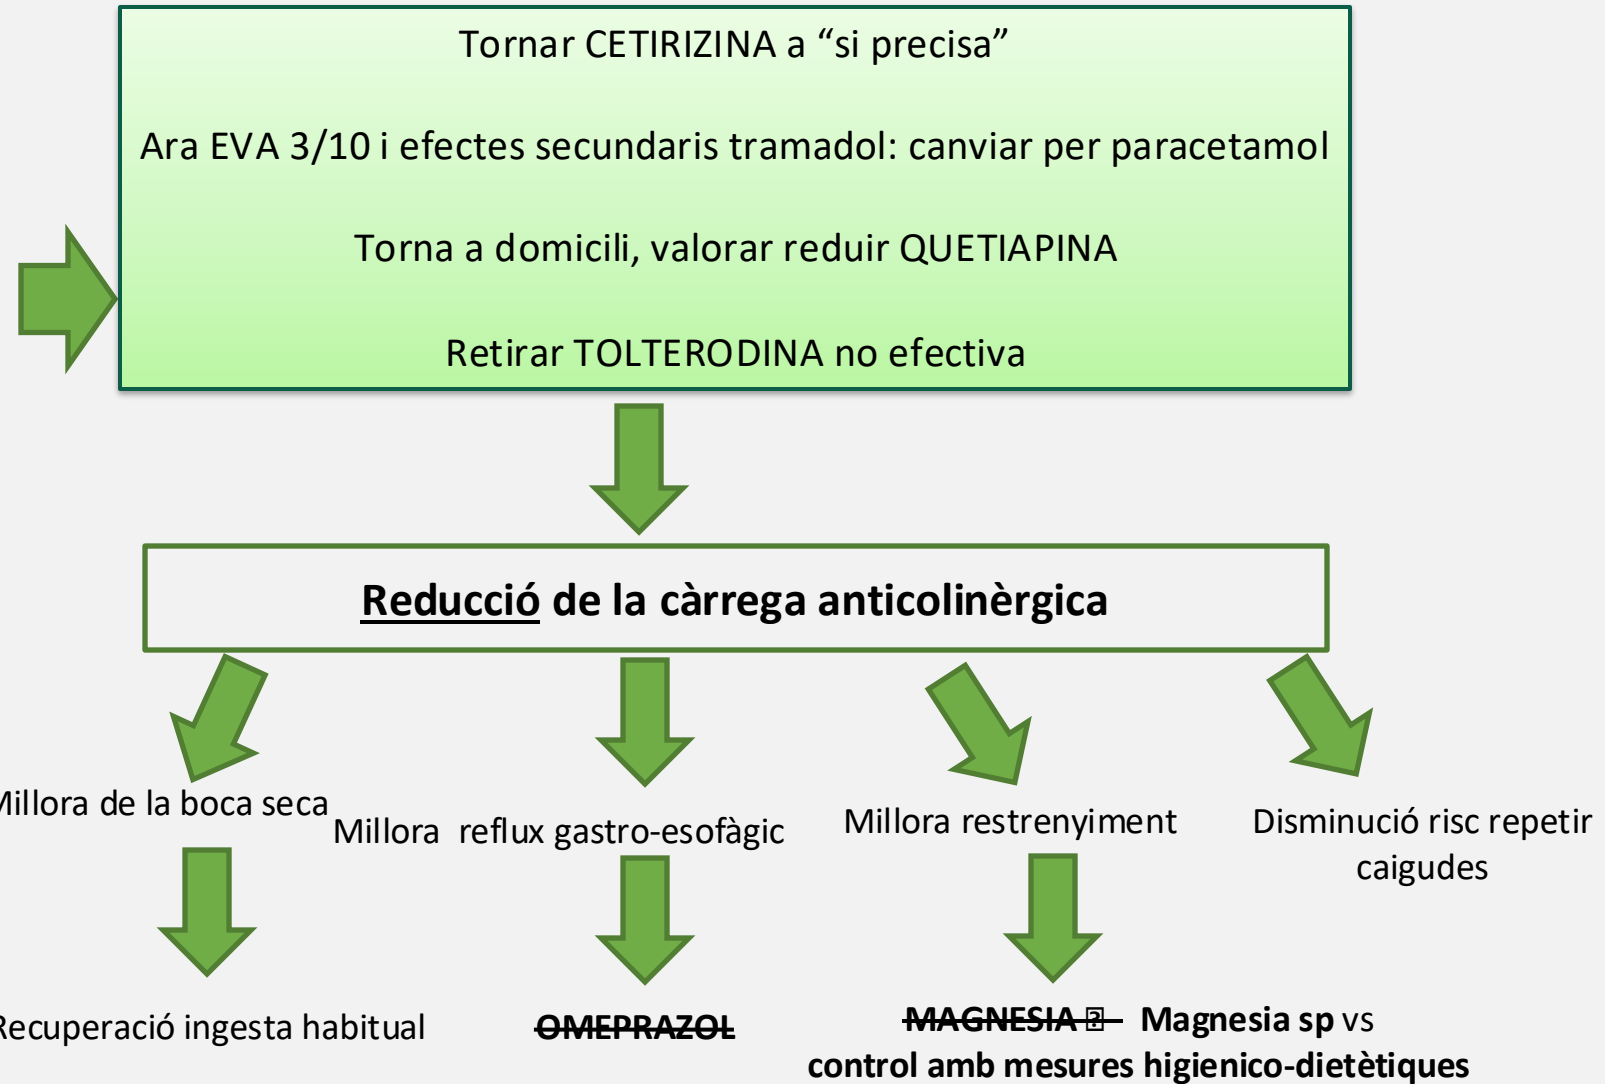 Tornar CETIRIZINA a “si precisa”
Ara EVA 3/10 i efectes secundaris tramadol: canviar per paracetamol
Torna a domicili, valorar reduir QUETIAPINA
Retirar TOLTERODINA no efectiva
Reducció de la càrrega anticolinèrgica
Millora de la boca seca
Millora reflux gastro-esofàgic
Millora restrenyiment
Disminució risc repetir
caigudes
Recuperació ingesta habitual
OMEPRAZOL
MAGNESIA Magnesia sp vs
control amb mesures higienico-dietètiques